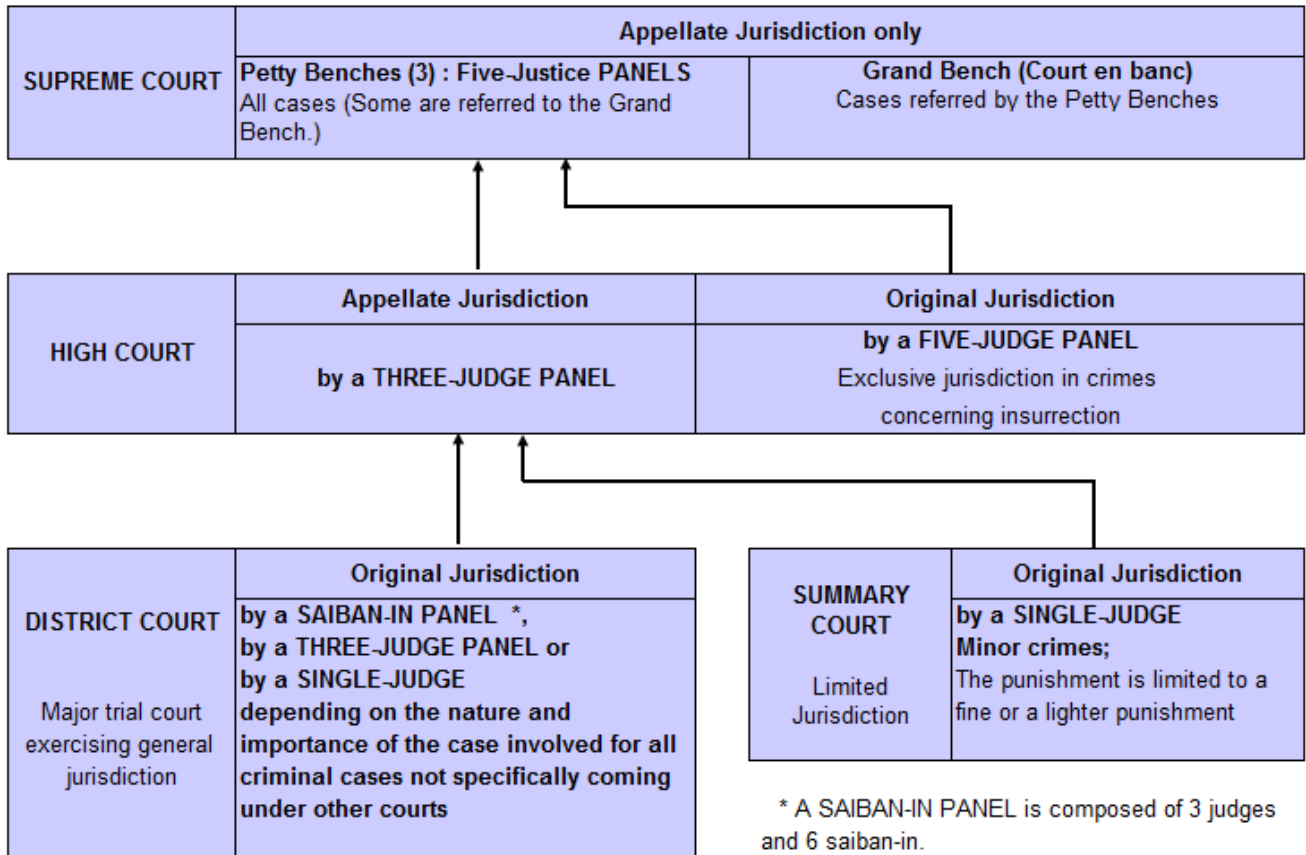 SUPREME COURT
Appellate Jurisdiction only
Petty Benches (3) : Five-Justice PANELS
All cases (Some are referred to the Grand
Bench.)
Grand Bench (Court en banc)
Cases referred by the Petty Benches
HIGH COURT
Appellate Jurisdiction
by a THREE-JUDGE PANEL
Original Jurisdiction
by a FIVE-JUDGE PANEL
Exclusive jurisdiction in crimes
concerning insurrection
DISTRICT COURT
Major trial court
exercising general
jurisdiction
Original Jurisdiction
by a SAIBAN-IN PANEL *,
by a THREE-JUDGE PANEL or
by a SINGLE-JUDGE
depending on the nature and
importance of the case involved for all
criminal cases not specifically coming
under other courts
SUMMARY
COURT
Limited
Jurisdiction
Original Jurisdiction
by a SINGLE-JUDGE
Minor crimes;
The punishment is limited to a
fine or a lighter punishment
* A SAIBAN-IN PANEL is composed of 3 judges
and 6 saiban-in.